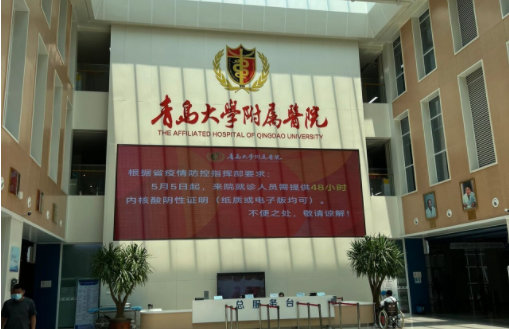 青岛大學附属醫院
THE AFFILIATED HOSPITAL OF QINGDAO UNIVERSITY
青岛大学附属医院
根据省疫情防控指挥部要求：
5月5日起，来院就诊人员需提供48小时
内核酸阴性证明（纸质或电子版均可）。
不便之处，敬请谅解！
总服务台